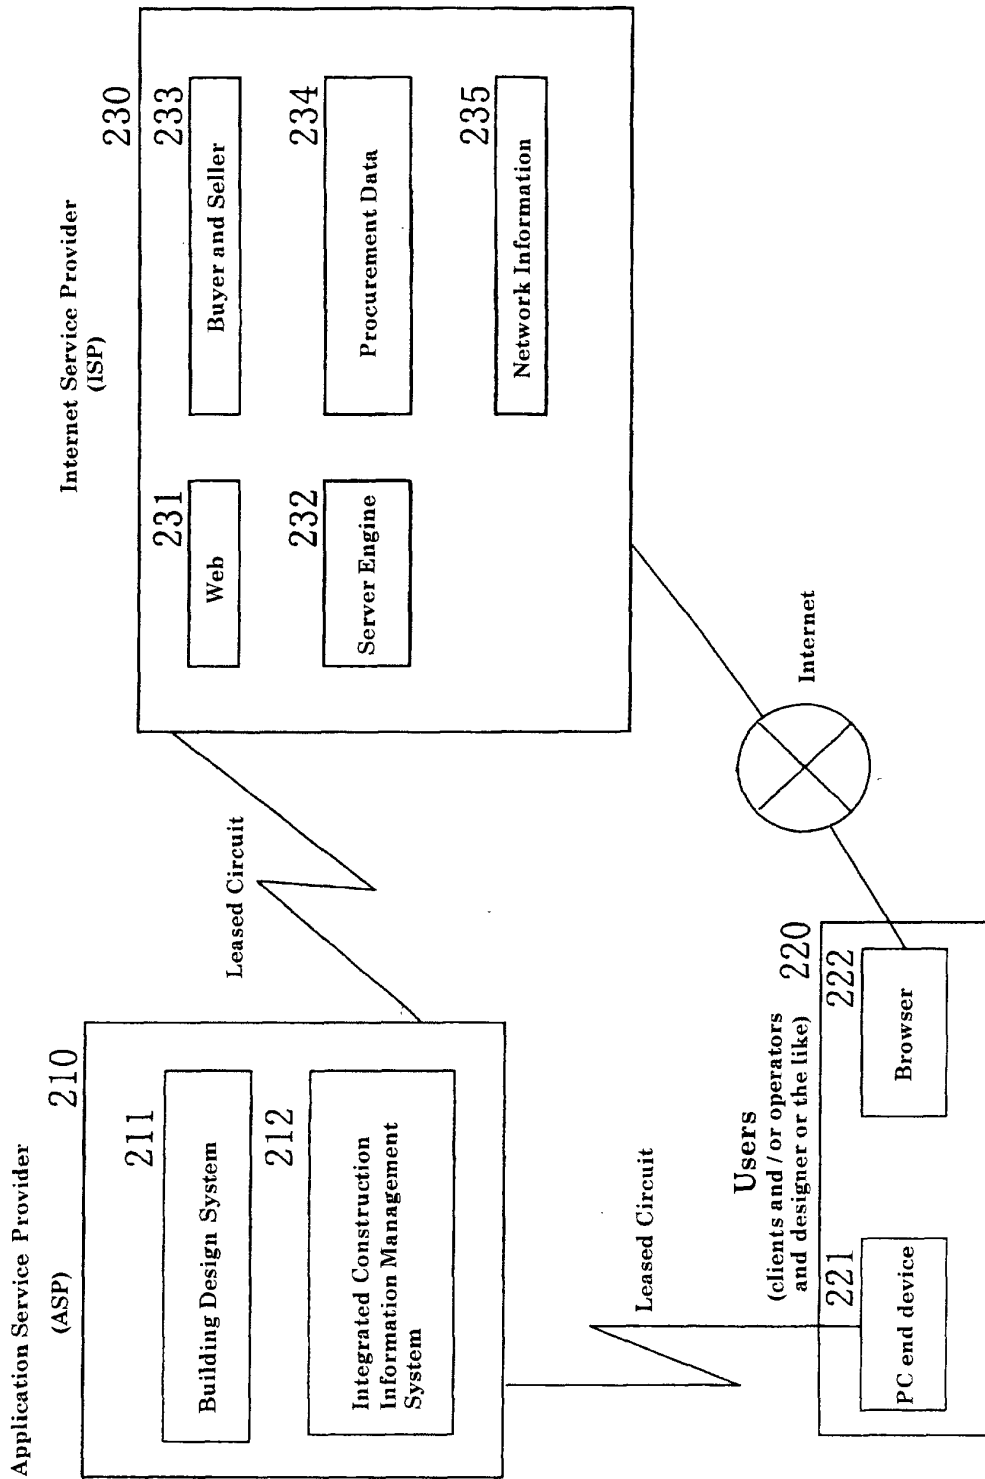 Application Service Provider
(ASP)
210
211
Building Design System
212
Integrated Construction
Information Management
System
Leased Circuit
Internet Service Provider
(ISP)
230
231
Web
232
Server Engine
233
Buyer and Seller
234
Procurement Data
235
Network Information
Leased Circuit
Users
(clients and / or operators
and designer or the like)
220
221
PC end device
222
Browser
Internet